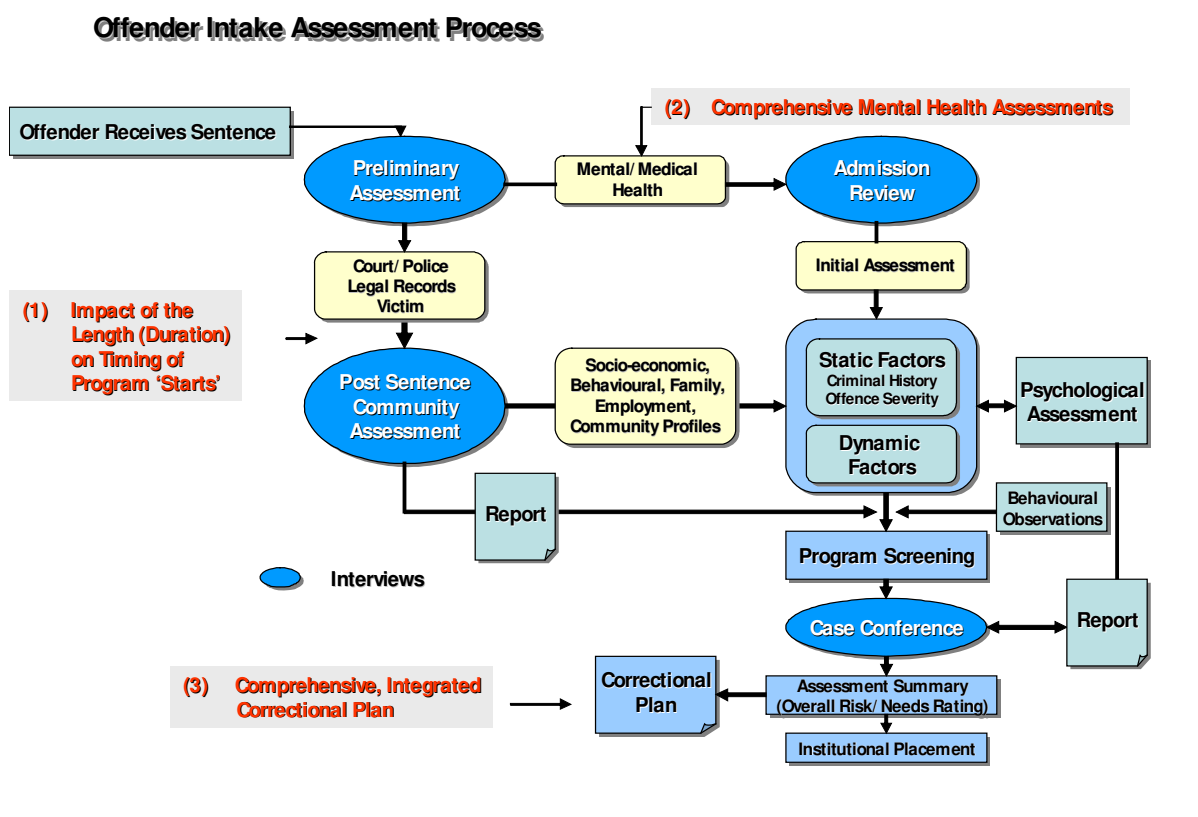 Offender Intake Assessment Process
(2) Comprehensive Mental Health Assessments
Offender Receives Sentence
Preliminary
Assessment
Mental/ Medical
Health
Admission
Review
Court/ Police
Legal Records
Victim
Initial Assessment
(1) Impact of the
Length (Duration)
on Timing of
Program ‘Starts’
Post Sentence
Community
Assessment
Socio-economic,
Behavioural, Family,
Employment,
Community Profiles
Static Factors
Criminal History
Offence Severity
Dynamic
Factors
Psychological
Assessment
Report
Behavioural
Observations
Program Screening
Interviews
Case Conference
Report
(3) Comprehensive, Integrated
Correctional Plan
Correctional
Plan
Assessment Summary
(Overall Risk/ Needs Rating)
Institutional Placement